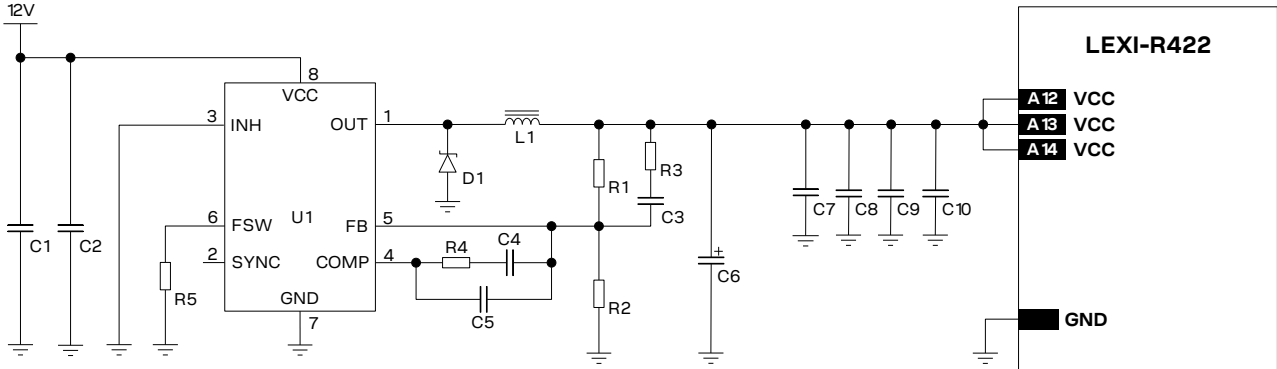 12V
LEXI-R422
8
VCC
A12 VCC
3
INH
OUT
1
A13 VCC
L1
A14 VCC
D1
R1
R3
C3
C7
C8
C9
C10
6
FSW
U1
FB
5
C1
C2
2
SYNC
COMP
4
R4
C4
C6
+
R5
GND
7
C5
R2
GND